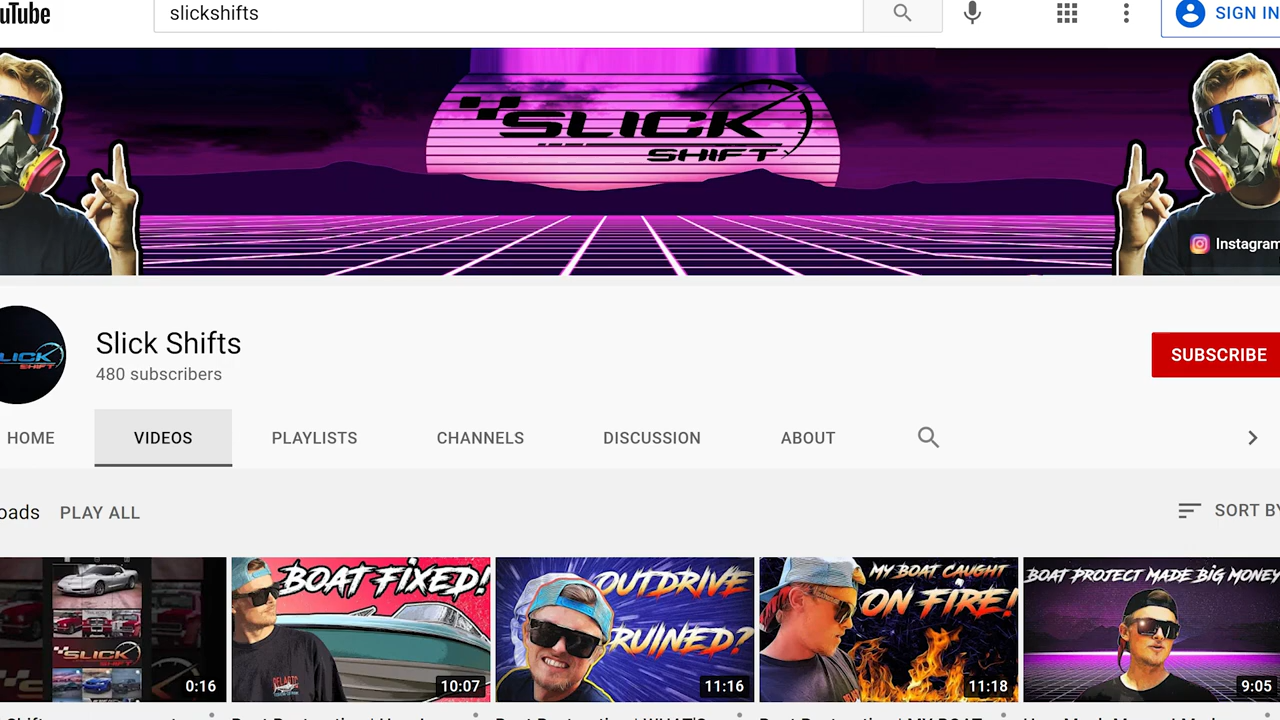 uTube
slickshifts
SIGN IN
SLICK
SHIFT
Instagram
LICK
SHIFT
Slick Shifts
480 subscribers
SUBSCRIBE
HOME
VIDEOS
PLAYLISTS
CHANNELS
DISCUSSION
ABOUT
oads
PLAY ALL
SORT BY
SLICK
SHIFT
0:16
BOAT FIXED!
10:07
OUTDRIVE
RUINED?
11:16
MY BOAT CAUGHT
ON FIRE!
11:18
BOAT PROJECT MADE BIG MONEY
9:05